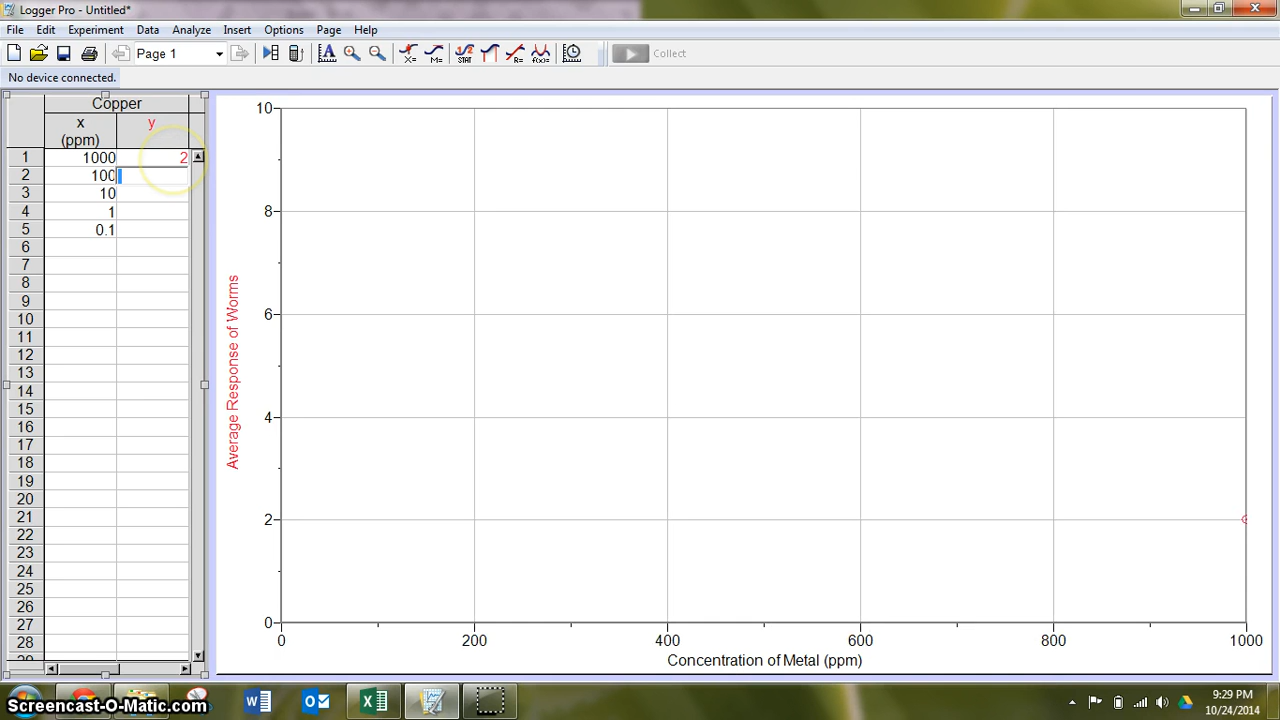 Logger Pro - Untitled*
File Edit Experiment Data Analyze Insert Options Page Help
Page 1
A X= M= 1/2 STAT R= f(x)= Collect
No device connected.
Copper
x y
(ppm)
1 1000 2
2 100
3 10
4 1
5 0.1
6
7
8
9
10
11
12
13
14
15
16
17
18
19
20
21
22
23
24
25
26
27
28
10
8
6
4
2
0
Average Response of Worms
0 200 400 600 800 1000
Concentration of Metal (ppm)
Screencast-O-Matic.com
9:29 PM
10/24/2014